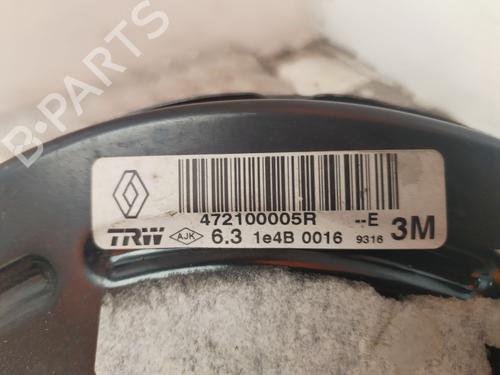 B-PARTS
472100005R --E
TRW AJK 6.3 1e4B 0016 9316 3M